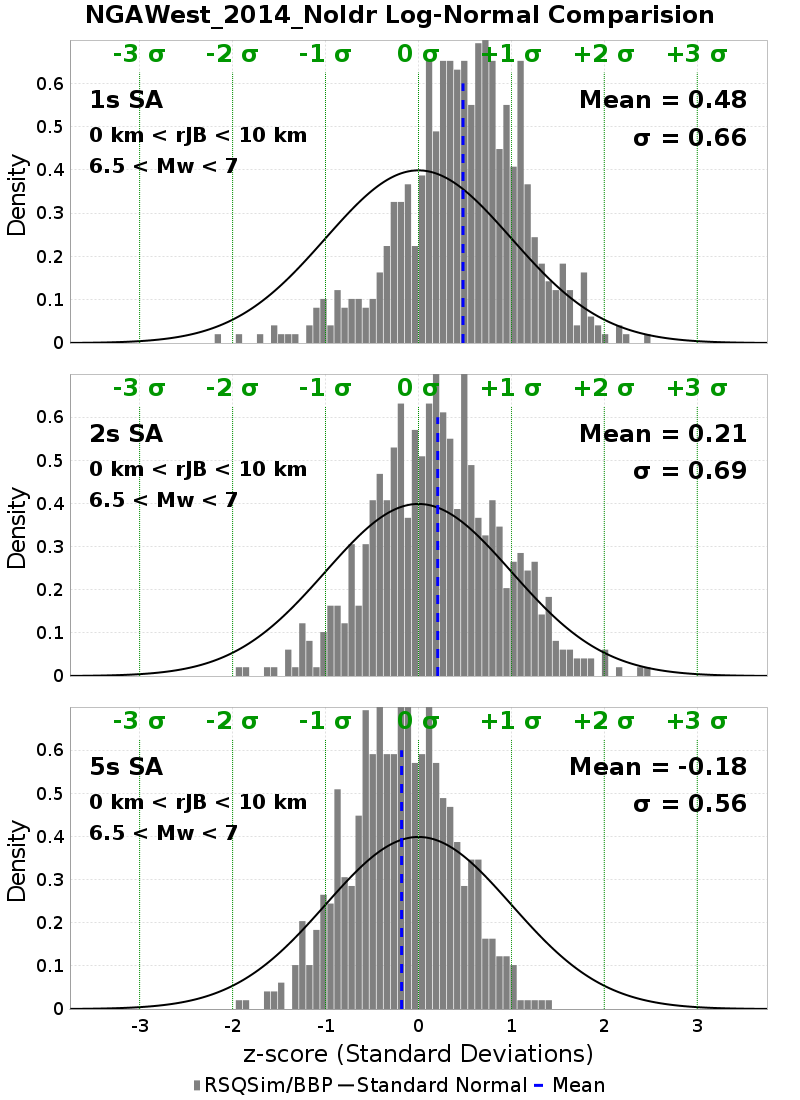 NGAWest_2014_NoIdr Log-Normal Comparision
-3 σ -2 σ -1 σ 0 σ +1 σ +2 σ +3 σ
1s SA
Mean = 0.48
0 km < rJB < 10 km
σ = 0.66
6.5 < Mw < 7
0.6
0.5
0.4
0.3
0.2
0.1
0
Density
-3 σ -2 σ -1 σ 0 σ +1 σ +2 σ +3 σ
2s SA
Mean = 0.21
0 km < rJB < 10 km
σ = 0.69
6.5 < Mw < 7
0.6
0.5
0.4
0.3
0.2
0.1
0
Density
-3 σ -2 σ -1 σ 0 σ +1 σ +2 σ +3 σ
5s SA
Mean = -0.18
0 km < rJB < 10 km
σ = 0.56
6.5 < Mw < 7
0.6
0.5
0.4
0.3
0.2
0.1
0
Density
-3 -2 -1 0 1 2 3
z-score (Standard Deviations)
RSQSim/BBP Standard Normal Mean